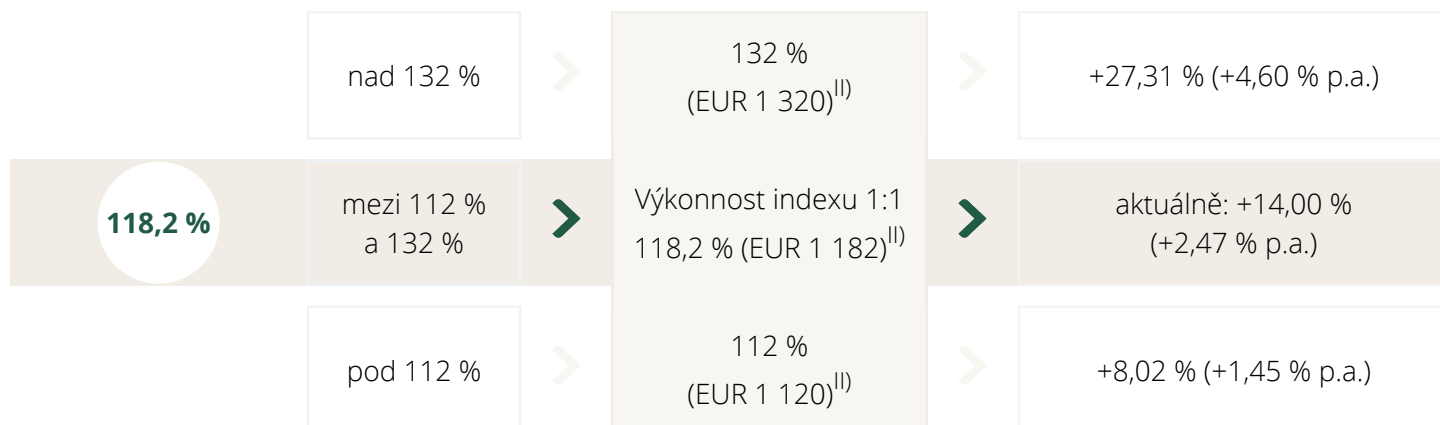 nad 132 %
132 %
(EUR 1 320)II)
+27,31 % (+4,60 % p.a.)
118,2 %
mezi 112 %
a 132 %
Výkonnost indexu 1:1
118,2 % (EUR 1 182)II)
aktuálně: +14,00 %
(+2,47 % p.a.)
pod 112 %
112 %
(EUR 1 120)II)
+8,02 % (+1,45 % p.a.)